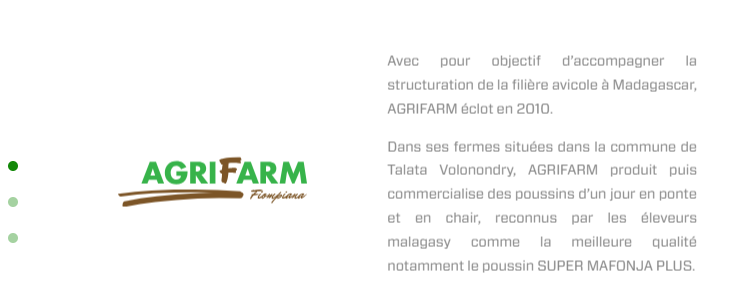 AGRIFARM
Fiompiana
Avec pour objectif d'accompagner la
structuration de la filière avicole à Madagascar,
AGRIFARM éclot en 2010.
Dans ses fermes situées dans la commune de
Talata Volonondry, AGRIFARM produit puis
commercialise des poussins d'un jour en ponte
et en chair, reconnus par les éleveurs
malagasy comme la meilleure qualité
notamment le poussin SUPER MAFONJA PLUS.